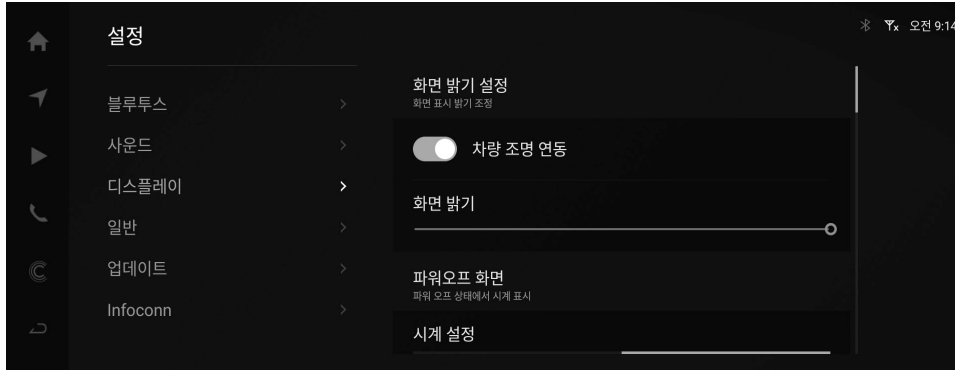 설정
오전 9:14
블루투스
사운드
디스플레이
일반
업데이트
Infoconn
화면 밝기 설정
화면 표시 밝기 조정
차량 조명 연동
화면 밝기
파워오프 화면
파워 오프 상태에서 시계 표시
시계 설정